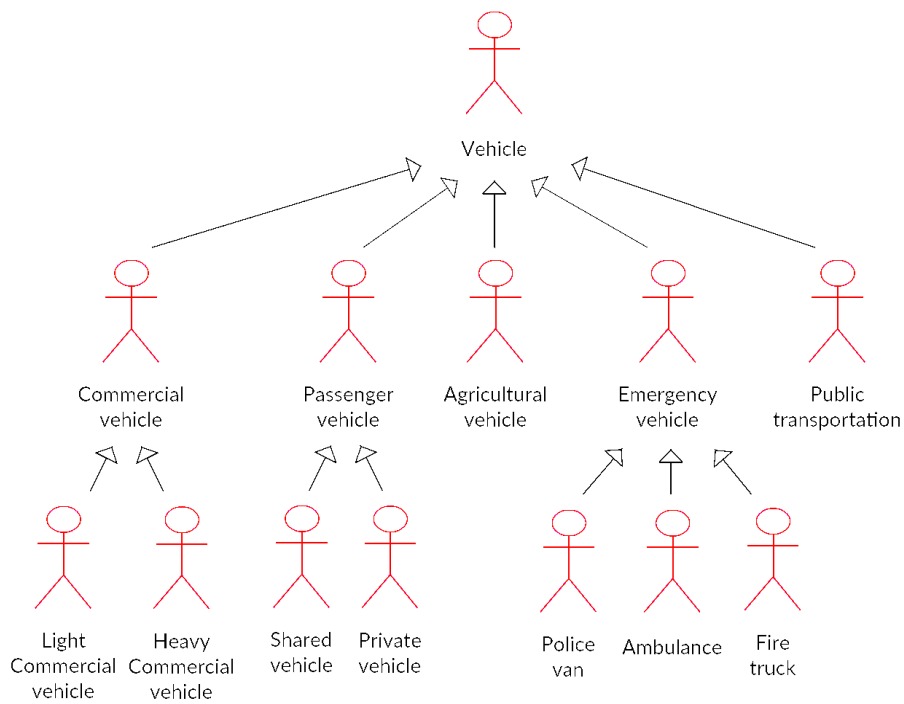 Vehicle
Commercial
vehicle
Passenger
vehicle
Agricultural
vehicle
Emergency
vehicle
Public
transportation
Light
Commercial
vehicle
Heavy
Commercial
vehicle
Shared
vehicle
Private
vehicle
Police
van
Ambulance
Fire
truck